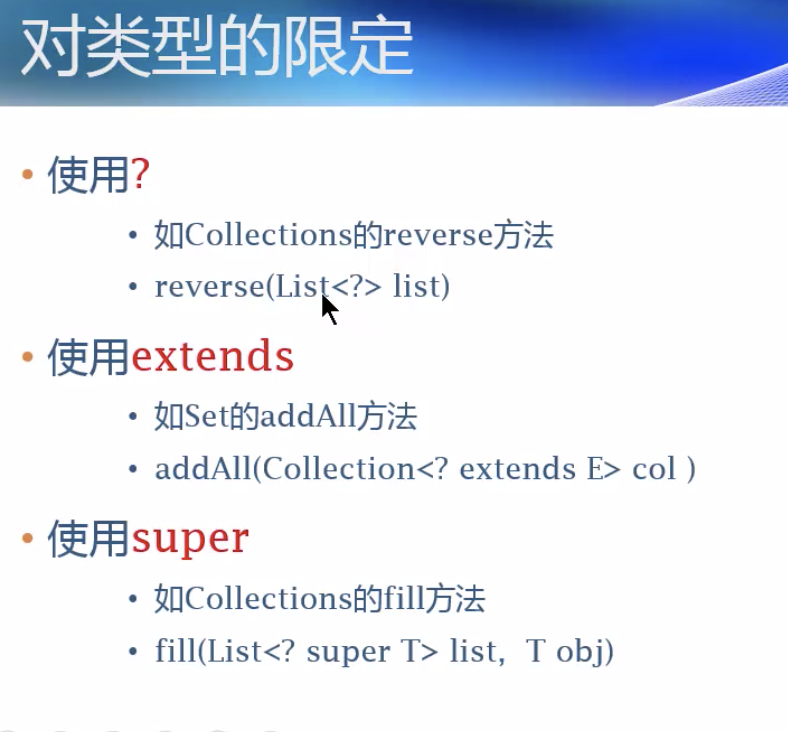 对类型的限定
• 使用?
• 如Collections的reverse方法
• reverse(List<?> list)
• 使用extends
• 如Set的addAll方法
• addAll(Collection<? extends E> col )
• 使用super
• 如Collections的fill方法
• fill(List<? super T> list，T obj)